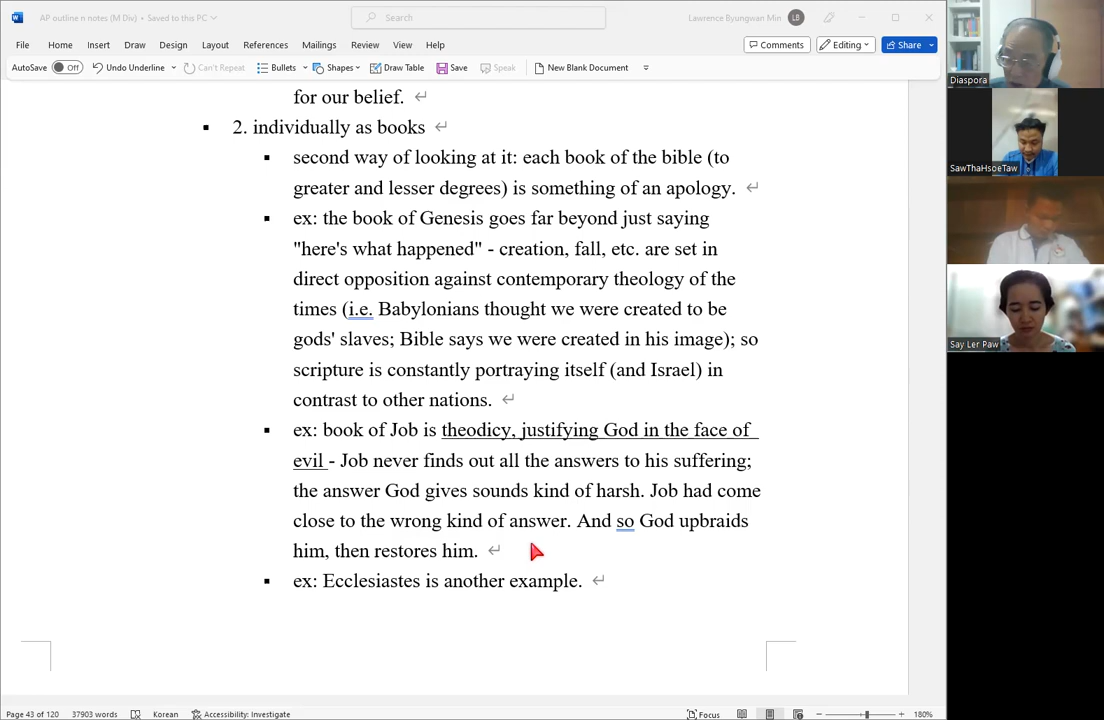 AP outline n notes (M Div) • Saved to this PC
Search
Lawrence Byungwan Min LB
File Home Insert Draw Design Layout References Mailings Review View Help
Comments Editing Share
AutoSave Off Undo Underline Can't Repeat Bullets Shapes Draw Table Save Speak New Blank Document
for our belief.
2. individually as books
second way of looking at it: each book of the bible (to
greater and lesser degrees) is something of an apology.
ex: the book of Genesis goes far beyond just saying
"here's what happened" - creation, fall, etc. are set in
direct opposition against contemporary theology of the
times (i.e. Babylonians thought we were created to be
gods' slaves; Bible says we were created in his image); so
scripture is constantly portraying itself (and Israel) in
contrast to other nations.
ex: book of Job is theodicy, justifying God in the face of
evil - Job never finds out all the answers to his suffering;
the answer God gives sounds kind of harsh. Job had come
close to the wrong kind of answer. And so God upbraids
him, then restores him.
ex: Ecclesiastes is another example.
Page 43 of 120 37903 words Korean Accessibility: Investigate Focus 180%
Diaspora
SawThaHsoeTaw
Say Ler Paw